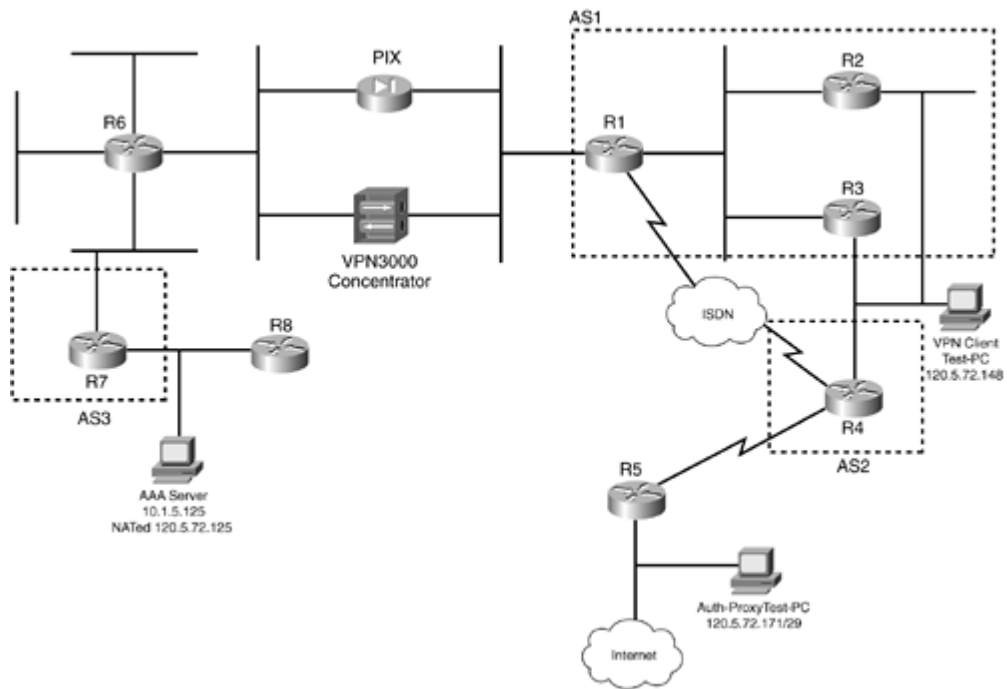 AS1
PIX
R2
R6
R1
R3
VPN3000
Concentrator
ISDN
R8
R7
AS3
VPN Client
Test-PC
120.5.72.148
R4
AS2
R5
AAA Server
10.1.5.125
NATed 120.5.72.125
Auth-ProxyTest-PC
120.5.72.171/29
Internet